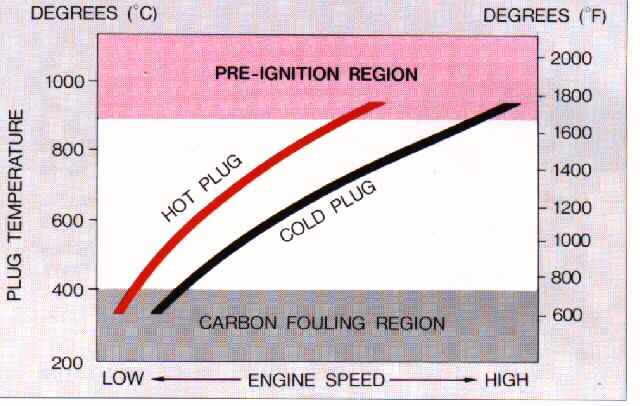 DEGREES (°C)
DEGREES (°F)
PRE-IGNITION REGION
1000
800
600
400
200
2000
1800
1600
1400
1200
1000
800
600
PLUG TEMPERATURE
HOT PLUG
COLD PLUG
CARBON FOULING REGION
LOW
ENGINE SPEED
HIGH